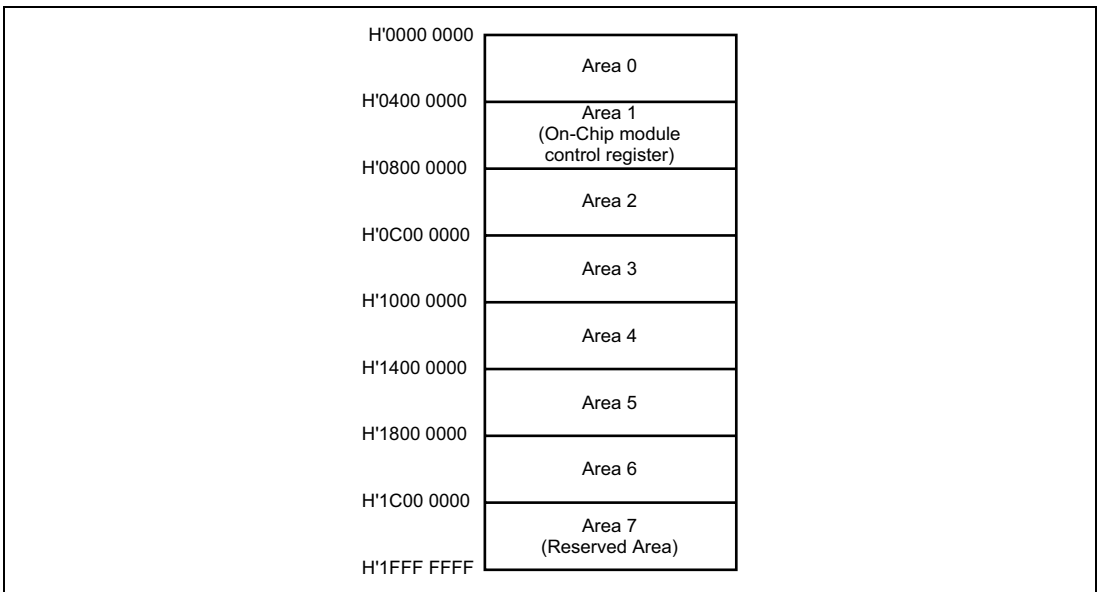 H'0000 0000
Area 0
H'0400 0000
Area 1
(On-Chip module
control register)
H'0800 0000
Area 2
H'0C00 0000
Area 3
H'1000 0000
Area 4
H'1400 0000
Area 5
H'1800 0000
Area 6
H'1C00 0000
Area 7
(Reserved Area)
H'1FFF FFFF